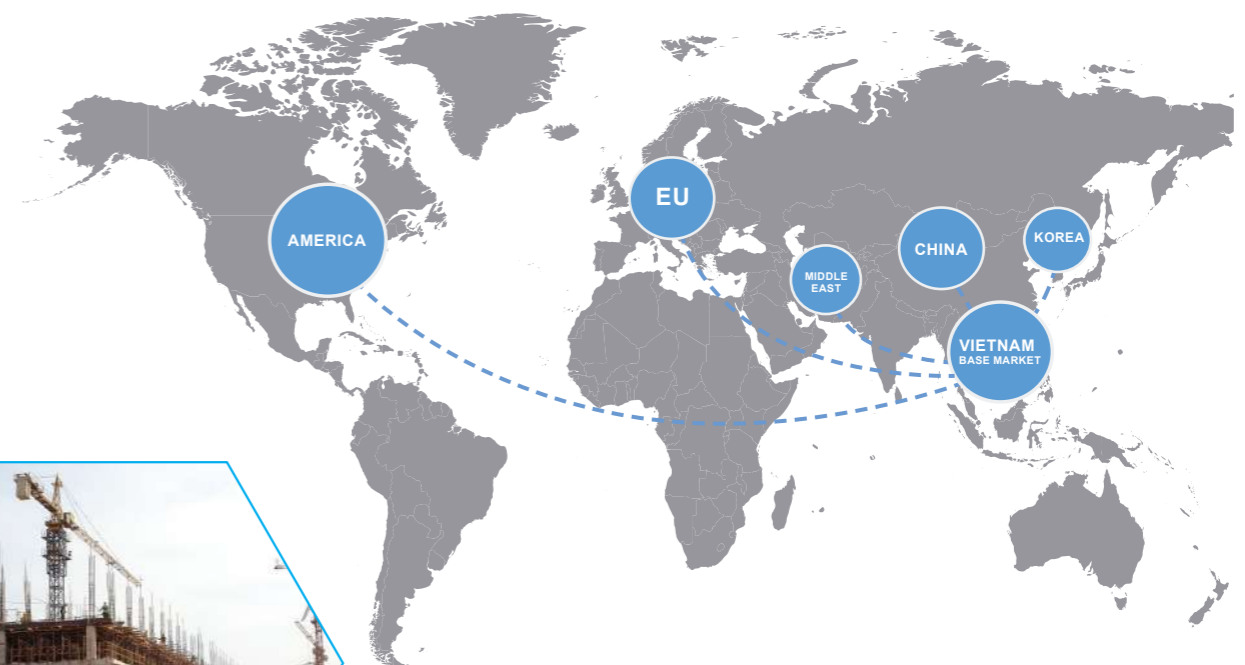 EU
AMERICA
CHINA
KOREA
MIDDLE
EAST
VIETNAM
BASE MARKET